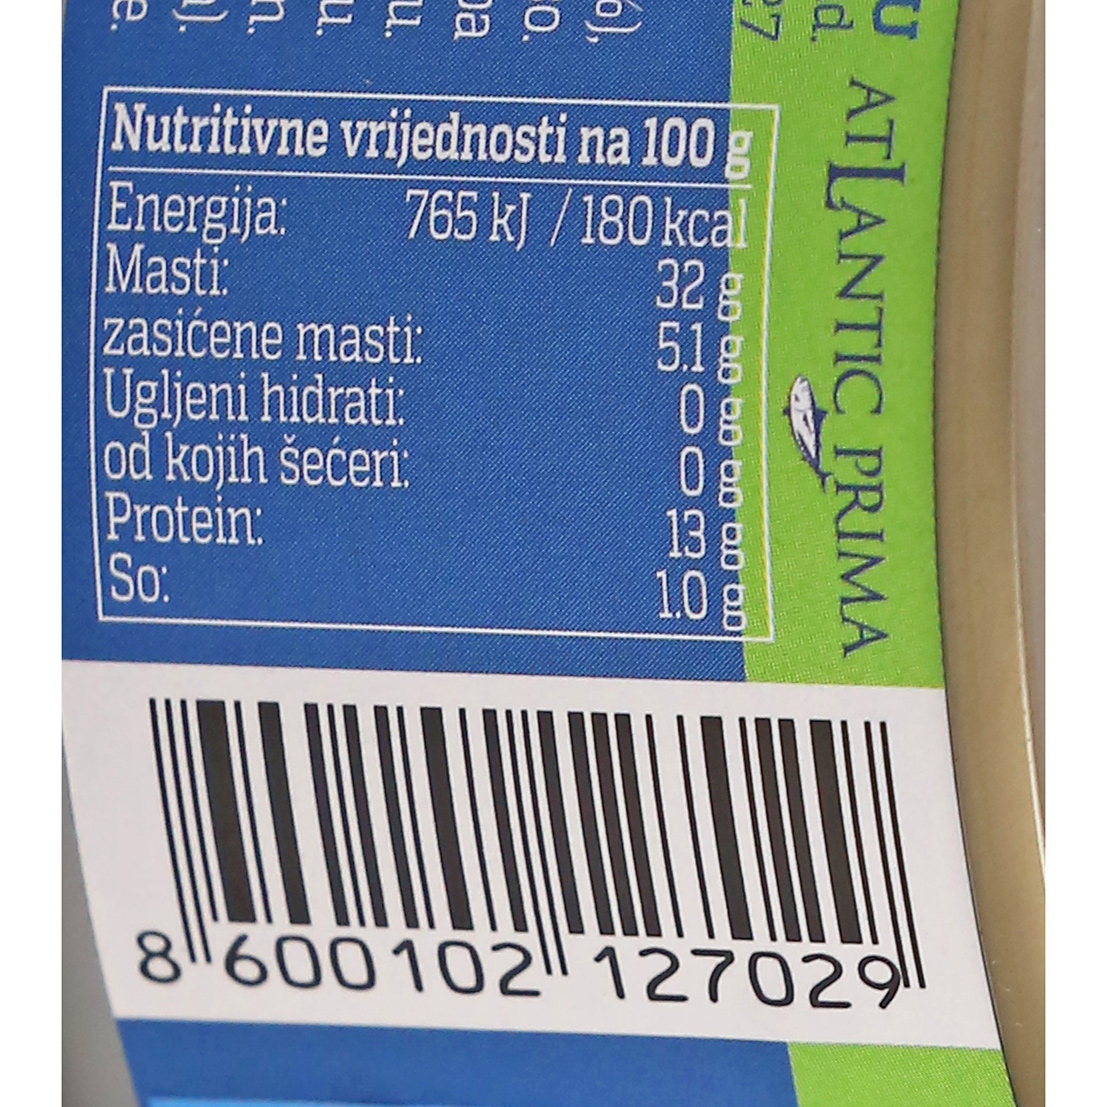 Nutritivne vrijednosti na 100 g
Energija: 765 kJ / 180 kcal
Masti: 32 g
zasićene masti: 5.1 g
Ugljeni hidrati: 0 g
od kojih šećeri: 0 g
Protein: 13 g
So: 1.0 g
ATLANTIC PRIMA
8 600102 127029